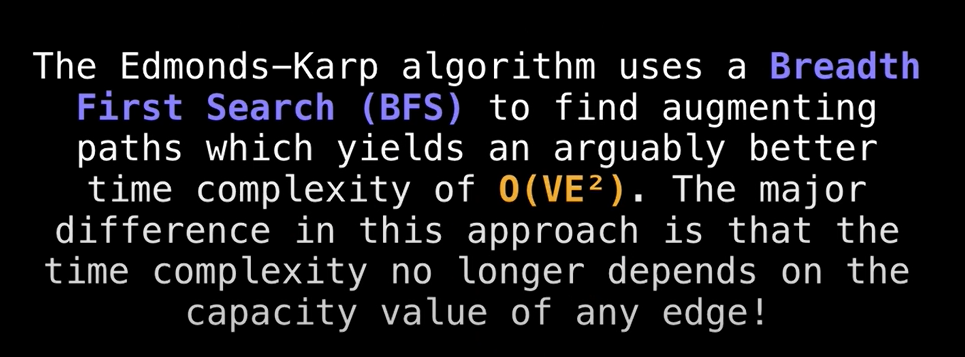 The Edmonds–Karp algorithm uses a Breadth
First Search (BFS) to find augmenting
paths which yields an arguably better
time complexity of O(VE²). The major
difference in this approach is that the
time complexity no longer depends on the
capacity value of any edge!